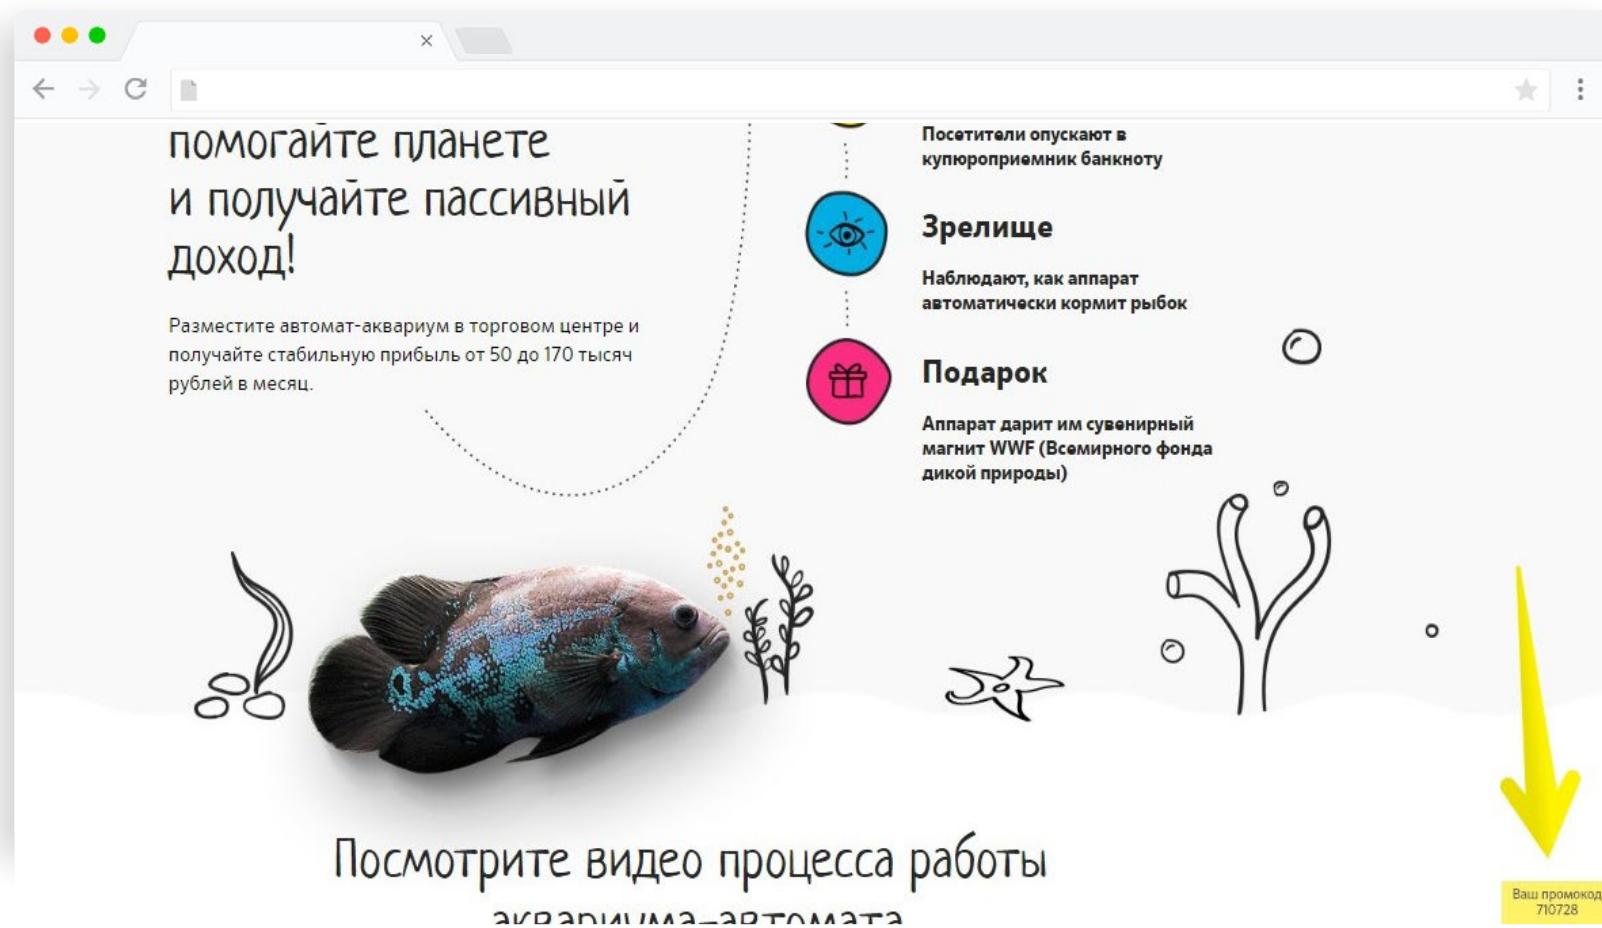 помогайте планете
и получайте пассивный
доход!
Разместите автомат-аквариум в торговом центре и
получайте стабильную прибыль от 50 до 170 тысяч
рублей в месяц.
Посетители опускают в
купюроприемник банкноту
Зрелище
Наблюдают, как аппарат
автоматически кормит рыбок
Подарок
Аппарат дарит им сувенирный
магнит WWF (Всемирного фонда
дикой природы)
Посмотрите видео процесса работы
аквариума-автомата
Ваш промокод
710728